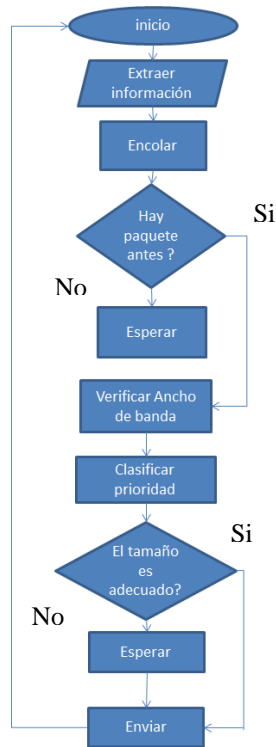 inicio
Extraer
información
Encolar
Hay
paquete
antes ?
Si
No
Esperar
Verificar Ancho
de banda
Clasificar
prioridad
El tamaño
es
adecuado?
Si
No
Esperar
Enviar